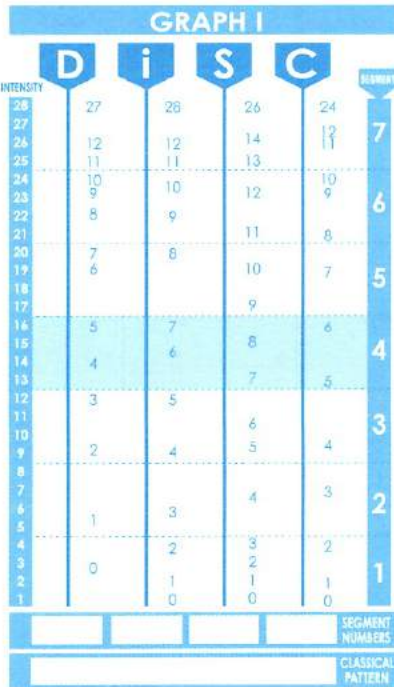 GRAPH I
D i S C
INTENSITY SEGMENT
28 27 28 26 24
27 12 7
26 12 12 14 11
25 11 11 13
24 10 10 10
23 9 12 9 6
22 8 9
21 11 8
20 7 8
19 6 10 7 5
18
17 9
16 5 7 6
15 6 8 4
14 4
13 7 5
12 3 5
11 6 3
10
9 2 4 5 4
8
7 4 3
6 3 2
5 1
4 2 3 2
3 0 2
2 1 1 1 1
1 0 0 0
SEGMENT
NUMBERS
CLASSICAL
PATTERN